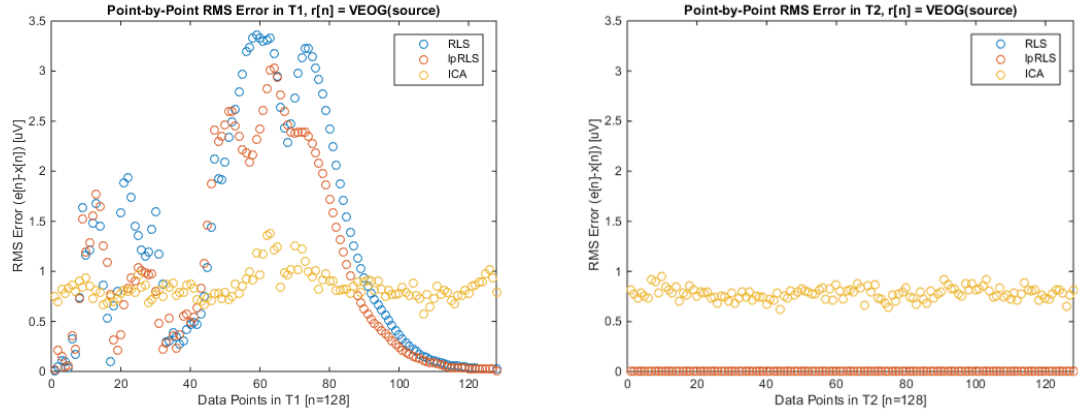 Point-by-Point RMS Error in T1, r[n] = VEOG(source)
RMS Error (e[n]-x[n]) [uV]
3.5
3
2.5
2
1.5
1
0.5
0
0 20 40 60 80 100 120
Data Points in T1 [n=128]
RLS
lpRLS
ICA
Point-by-Point RMS Error in T2, r[n] = VEOG(source)
RMS Error (e[n]-x[n]) [uV]
3.5
3
2.5
2
1.5
1
0.5
0
0 20 40 60 80 100 120
Data Points in T2 [n=128]
RLS
lpRLS
ICA